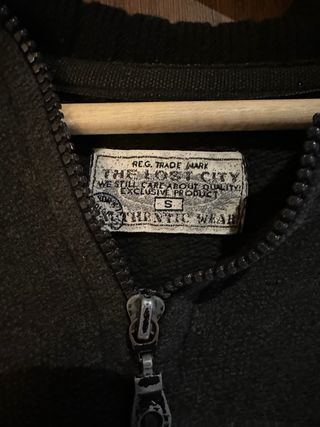 REG. TRADE MARK
THE LOST CITY
WE STILL CARE ABOUT QUALITY
EXCLUSIVE PRODUCT
S
AUTHENTIC WEAR